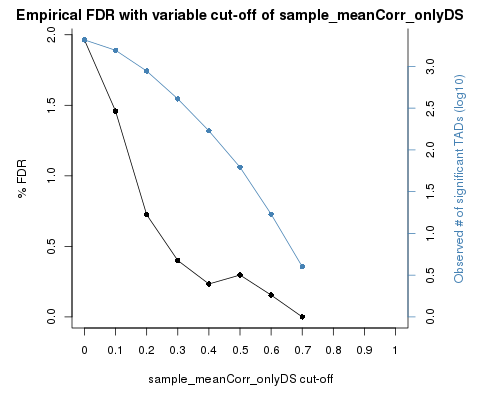 Empirical FDR with variable cut-off of sample_meanCorr_onlyDS
2.0
1.5
1.0
0.5
0.0
% FDR
3.0
2.5
2.0
1.5
1.0
0.5
0.0
Observed # of significant TADs (log10)
0 0.1 0.2 0.3 0.4 0.5 0.6 0.7 0.8 0.9 1
sample_meanCorr_onlyDS cut-off